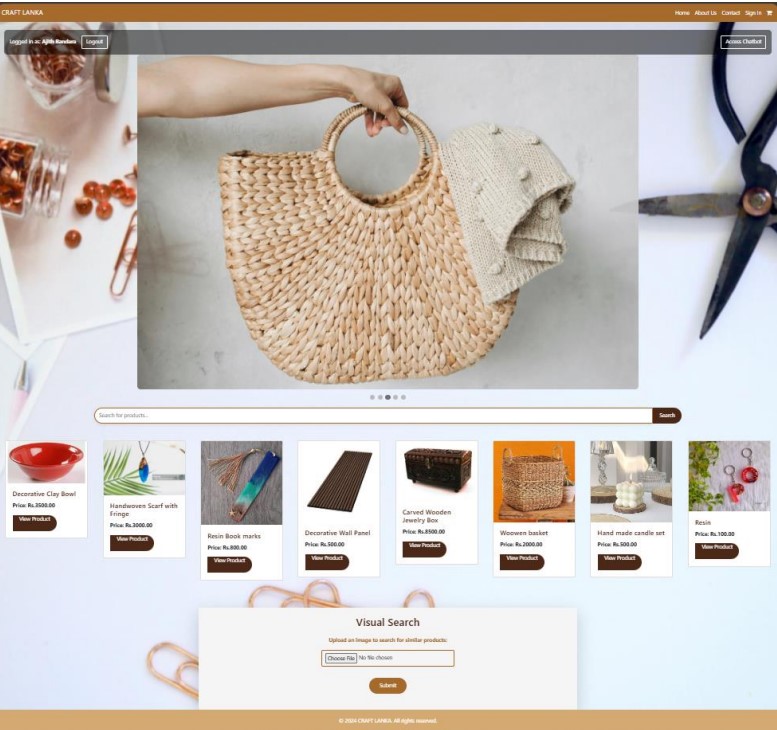 CRAFT LANKA
Home About Us Contact Sign In
Logged in as: Ajith Bandara Logout
Access Chatbot
Search for products...
Search
Decorative Clay Bowl
Price: Rs.3500.00
View Product
Handwoven Scarf with
Fringe
Price: Rs.3000.00
View Product
Resin Book marks
Price: Rs.800.00
View Product
Decorative Wall Panel
Price: Rs.500.00
View Product
Carved Wooden
Jewelry Box
Price: Rs.8500.00
View Product
Woowen basket
Price: Rs.2000.00
View Product
Hand made candle set
Price: Rs.500.00
View Product
Resin
Price: Rs.100.00
View Product
Visual Search
Upload an image to search for similar products:
Choose File No file chosen
Submit
© 2024 CRAFT LANKA. All rights reserved.